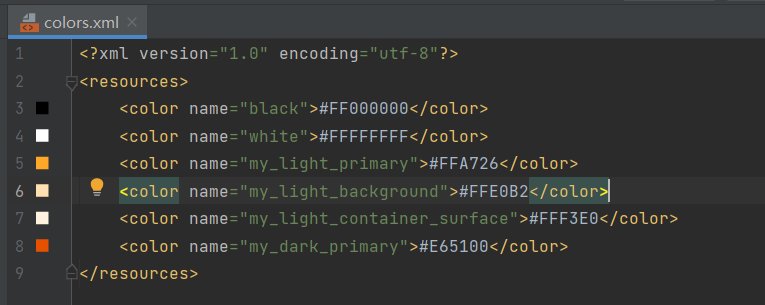 colors.xml
1 <?xml version="1.0" encoding="utf-8"?>
2 <resources>
3 <color name="black">#FF000000</color>
4 <color name="white">#FFFFFFFF</color>
5 <color name="my_light_primary">#FFA726</color>
6 <color name="my_light_background">#FFE0B2</color>
7 <color name="my_light_container_surface">#FFF3E0</color>
8 <color name="my_dark_primary">#E65100</color>
9 </resources>